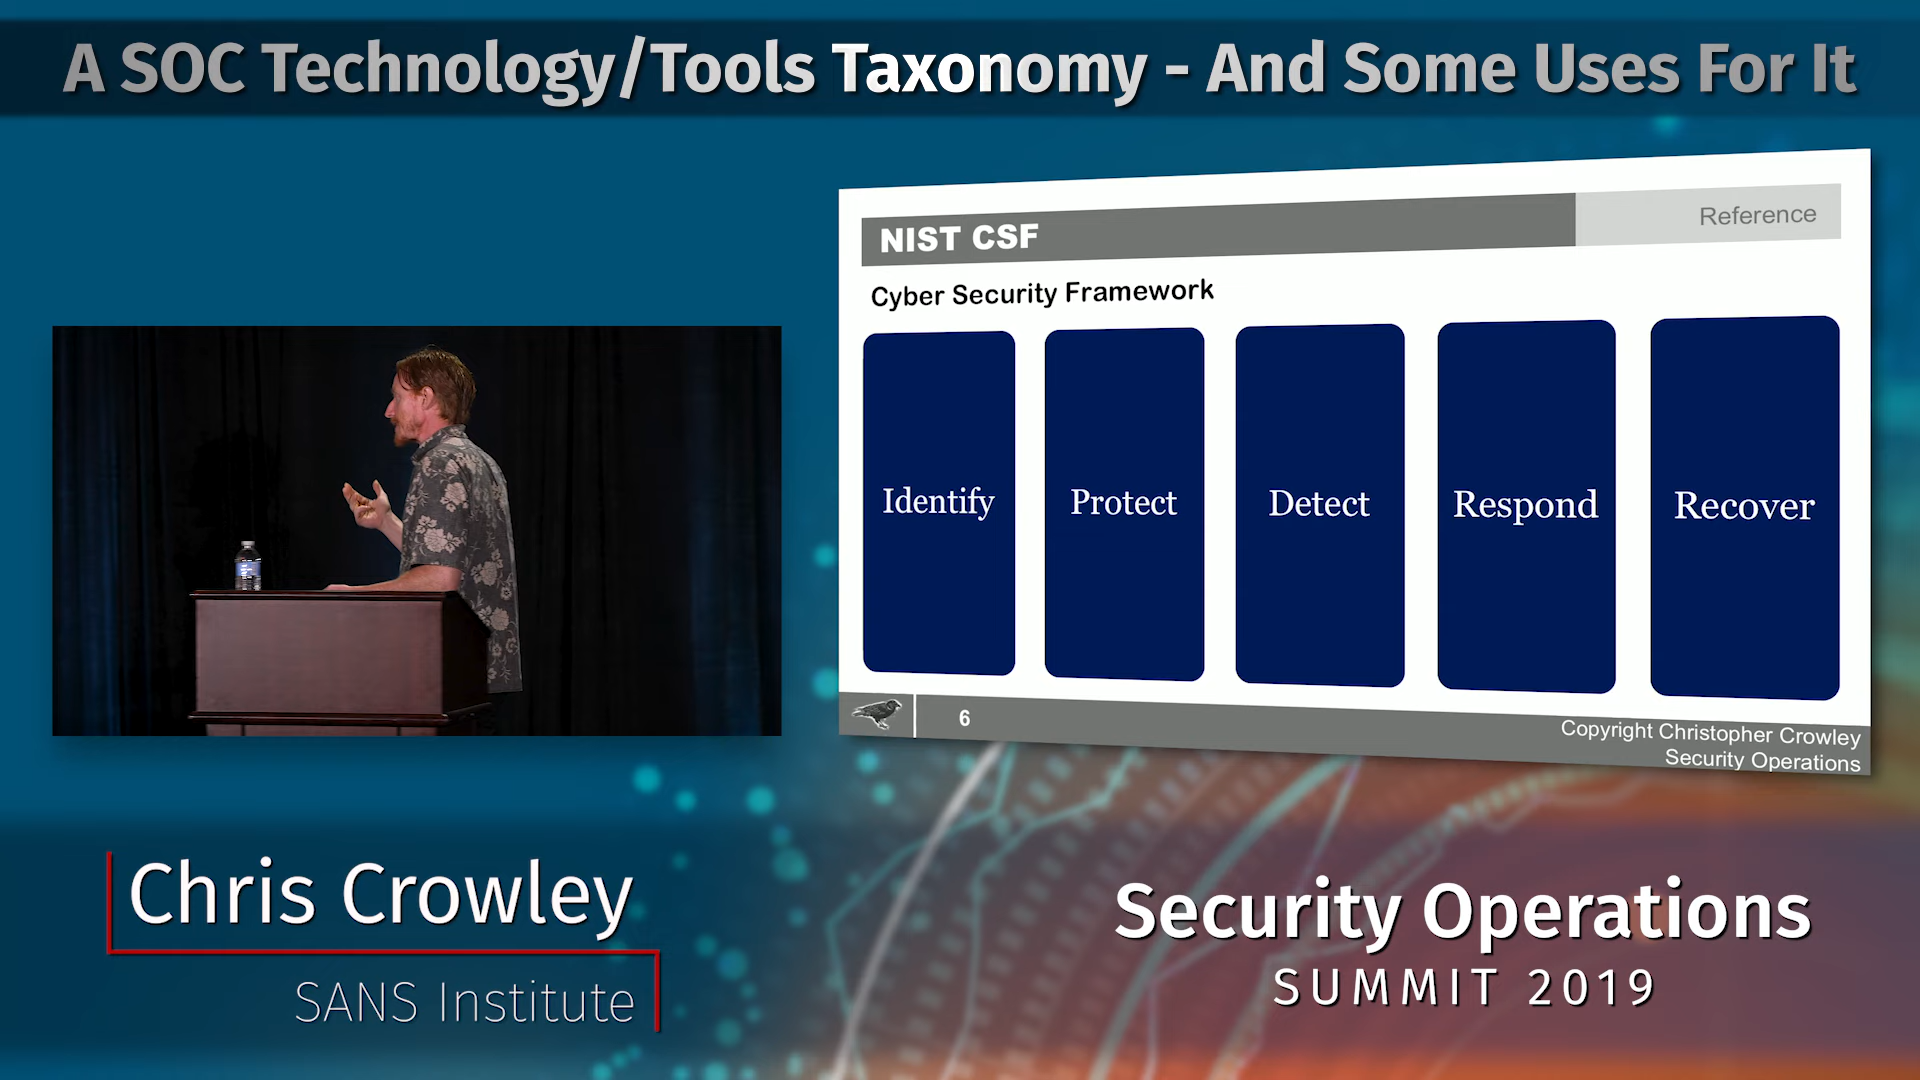 A SOC Technology/Tools Taxonomy - And Some Uses For It
NIST CSF
Reference
Cyber Security Framework
Identify
Protect
Detect
Respond
Recover
6
Copyright Christopher Crowley
Security Operations
Chris Crowley
SANS Institute
Security Operations
SUMMIT 2019